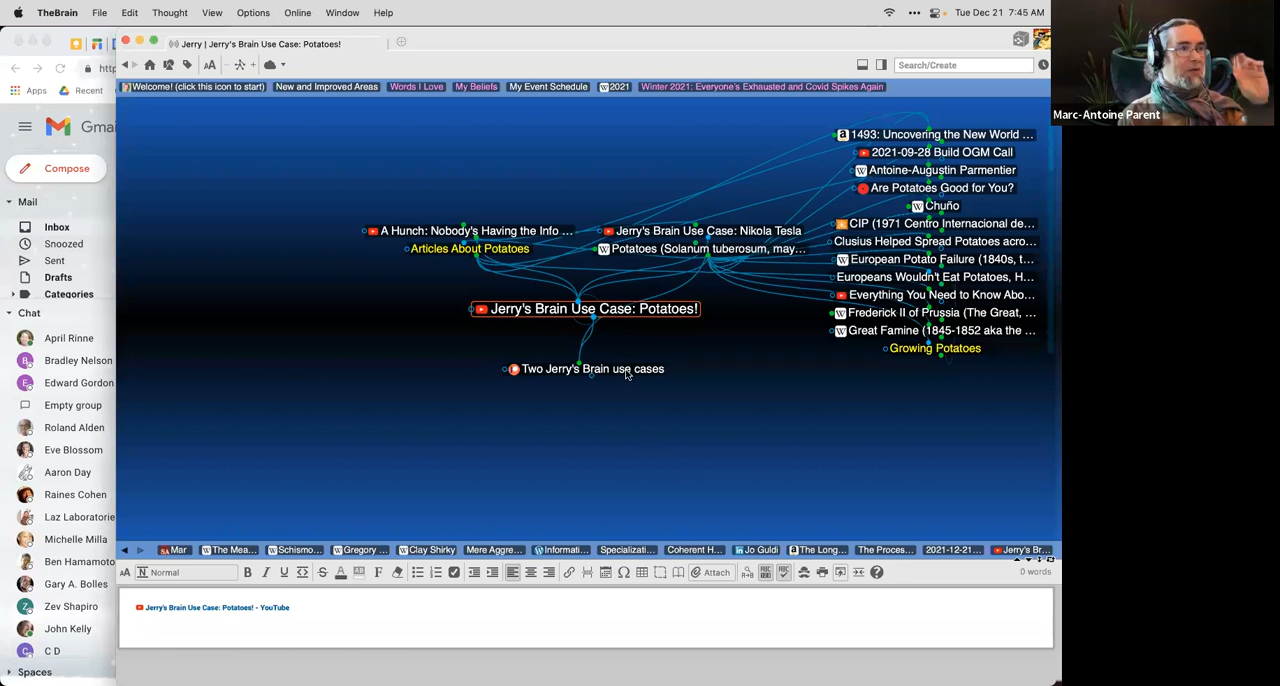 TheBrain File Edit Thought View Options Online Window Help Tue Dec 21 7:45 AM
Jerry | Jerry's Brain Use Case: Potatoes!
AA Search/Create
Apps Recent
Welcome! (click this icon to start) New and Improved Areas Words I Love My Beliefs My Event Schedule 2021 Winter 2021: Everyone's Exhausted and Covid Spikes Again
Marc-Antoine Parent
Gmai
Compose
Mail
Inbox
Snoozed
Sent
Drafts
Categories
Chat
April Rinne
Bradley Nelson
Edward Gordon
Empty group
Roland Alden
Eve Blossom
Aaron Day
Raines Cohen
Laz Laboratorie
Michelle Milla
Ben Hamamoto
Gary A. Bolles
Zev Shapiro
John Kelly
C D
Spaces
1493: Uncovering the New World ...
2021-09-28 Build OGM Call
Antoine-Augustin Parmentier
Are Potatoes Good for You?
Chuño
CIP (1971 Centro Internacional de...
Clusius Helped Spread Potatoes acro...
European Potato Failure (1840s, t...
Europeans Wouldn't Eat Potatoes, H...
Everything You Need to Know Abo...
Frederick II of Prussia (The Great, ...
Great Famine (1845-1852 aka the ...
Growing Potatoes
A Hunch: Nobody's Having the Info ...
Jerry's Brain Use Case: Nikola Tesla
Articles About Potatoes
Potatoes (Solanum tuberosum, may...
Jerry's Brain Use Case: Potatoes!
Two Jerry's Brain use cases
Mar The Mea... Schismo... Gregory ... Clay Shirky Mere Aggre... Informati... Specializati... Coherent H... Jo Guldi The Long... The Proces... 2021-12-21... Jerry's Br...
AA N Normal B I U S A F Attach 0 words
Jerry's Brain Use Case: Potatoes! - YouTube